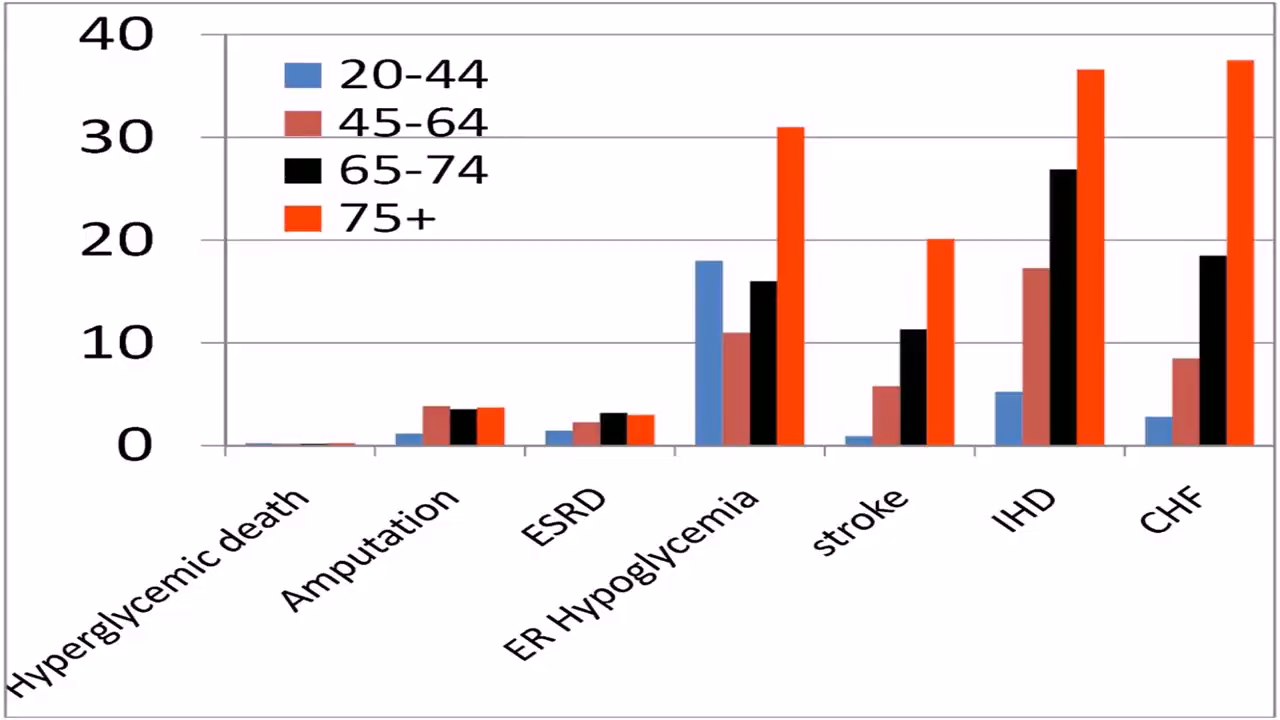 40
30
20
10
0
20-44
45-64
65-74
75+
Hyperglycemic death
Amputation
ESRD
ER Hypoglycemia
stroke
IHD
CHF